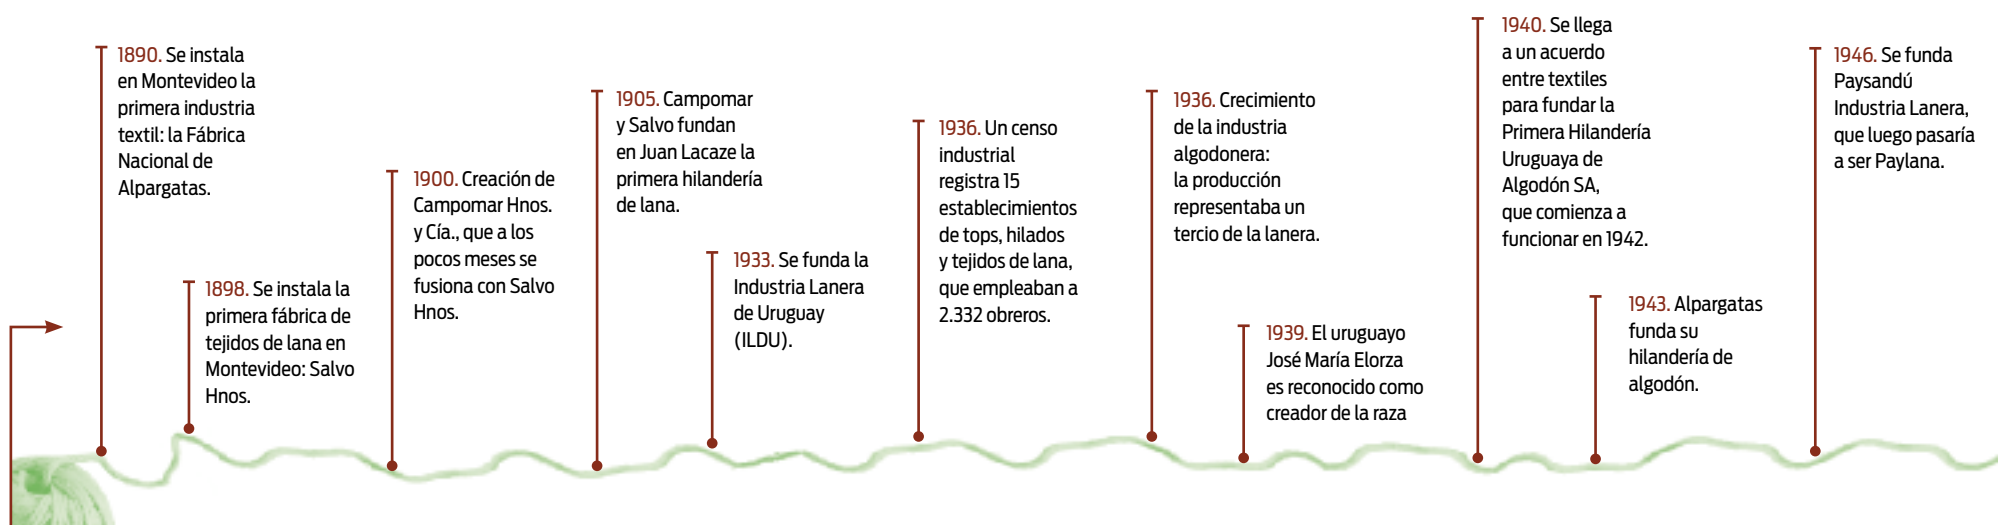 1890. Se instala
en Montevideo la
primera industria
textil: la Fábrica
Nacional de
Alpargatas.
1898. Se instala la
primera fábrica de
tejidos de lana en
Montevideo: Salvo
Hnos.
1900. Creación de
Campomar Hnos.
y Cía., que a los
pocos meses se
fusiona con Salvo
Hnos.
1905. Campomar
y Salvo fundan
en Juan Lacaze la
primera hilandería
de lana.
1933. Se funda la
Industria Lanera
de Uruguay
(ILDU).
1936. Un censo
industrial
registra 15
establecimientos
de tops, hilados
y tejidos de lana,
que empleaban a
2.332 obreros.
1936. Crecimiento
de la industria
algodonera:
la producción
representaba un
tercio de la lanera.
1939. El uruguayo
José María Elorza
es reconocido como
creador de la raza
1940. Se llega
a un acuerdo
entre textiles
para fundar la
Primera Hilandería
Uruguaya de
Algodón SA,
que comienza a
funcionar en 1942.
1943. Alpargatas
funda su
hilandería de
algodón.
1946. Se funda
Paysandú
Industria Lanera,
que luego pasaría
a ser Paylana.